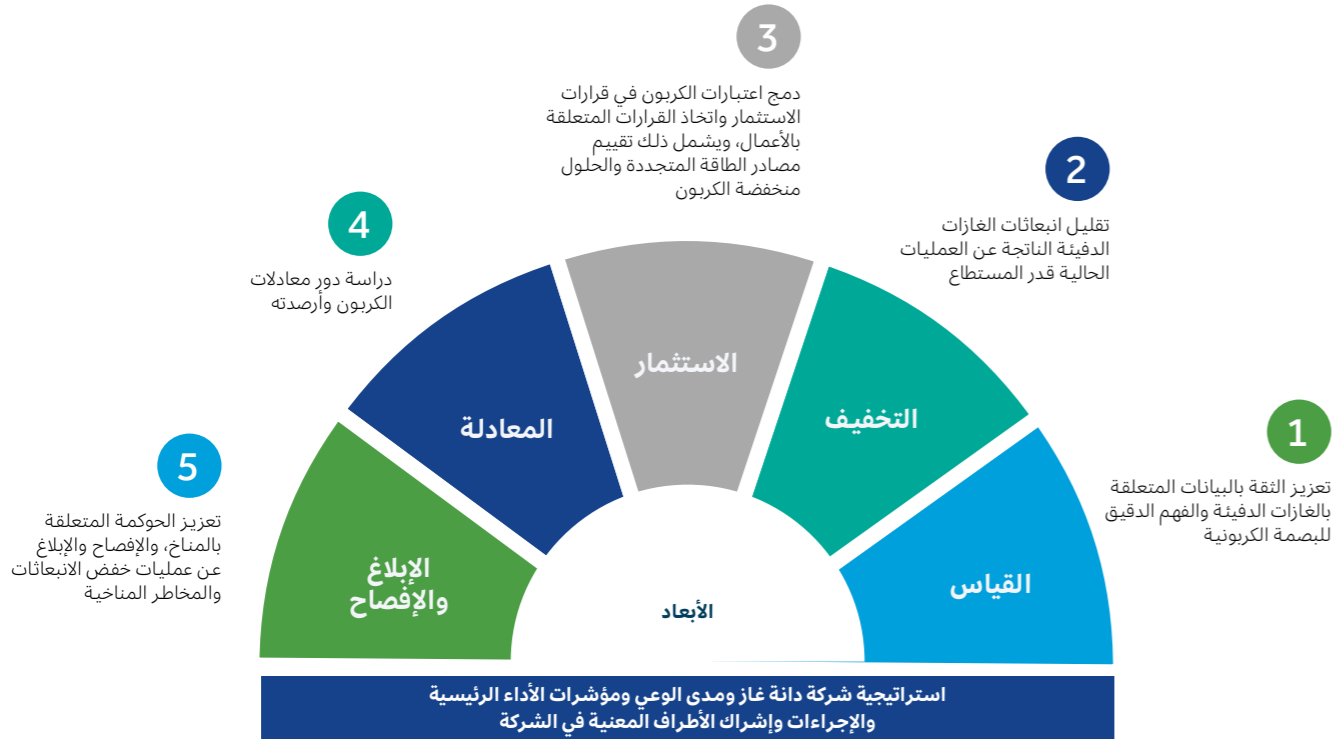 1
تعزيز الثقة بالبيانات المتعلقة
بالغازات الدفيئة والفهم الدقيق
للبصمة الكربونية
القياس
2
تقليل انبعاثات الغازات
الدفيئة الناتجة عن العمليات
الحالية قدر المستطاع
التخفيف
3
دمج اعتبارات الكربون في قرارات
الاستثمار واتخاذ القرارات المتعلقة
بالأعمال، ويشمل ذلك تقييم
مصادر الطاقة المتجددة والحلول
منخفضة الكربون
الاستثمار
4
دراسة دور معادلات
الكربون وأرصدته
المعادلة
5
تعزيز الحوكمة المتعلقة
بالمناخ، والإفصاح والإبلاغ
عن عمليات خفض الانبعاثات
والمخاطر المناخية
الإبلاغ
والإفصاح
الأبعاد
استراتيجية شركة دانة غاز ومدى الوعي ومؤشرات الأداء الرئيسية
والإجراءات وإشراك الأطراف المعنية في الشركة